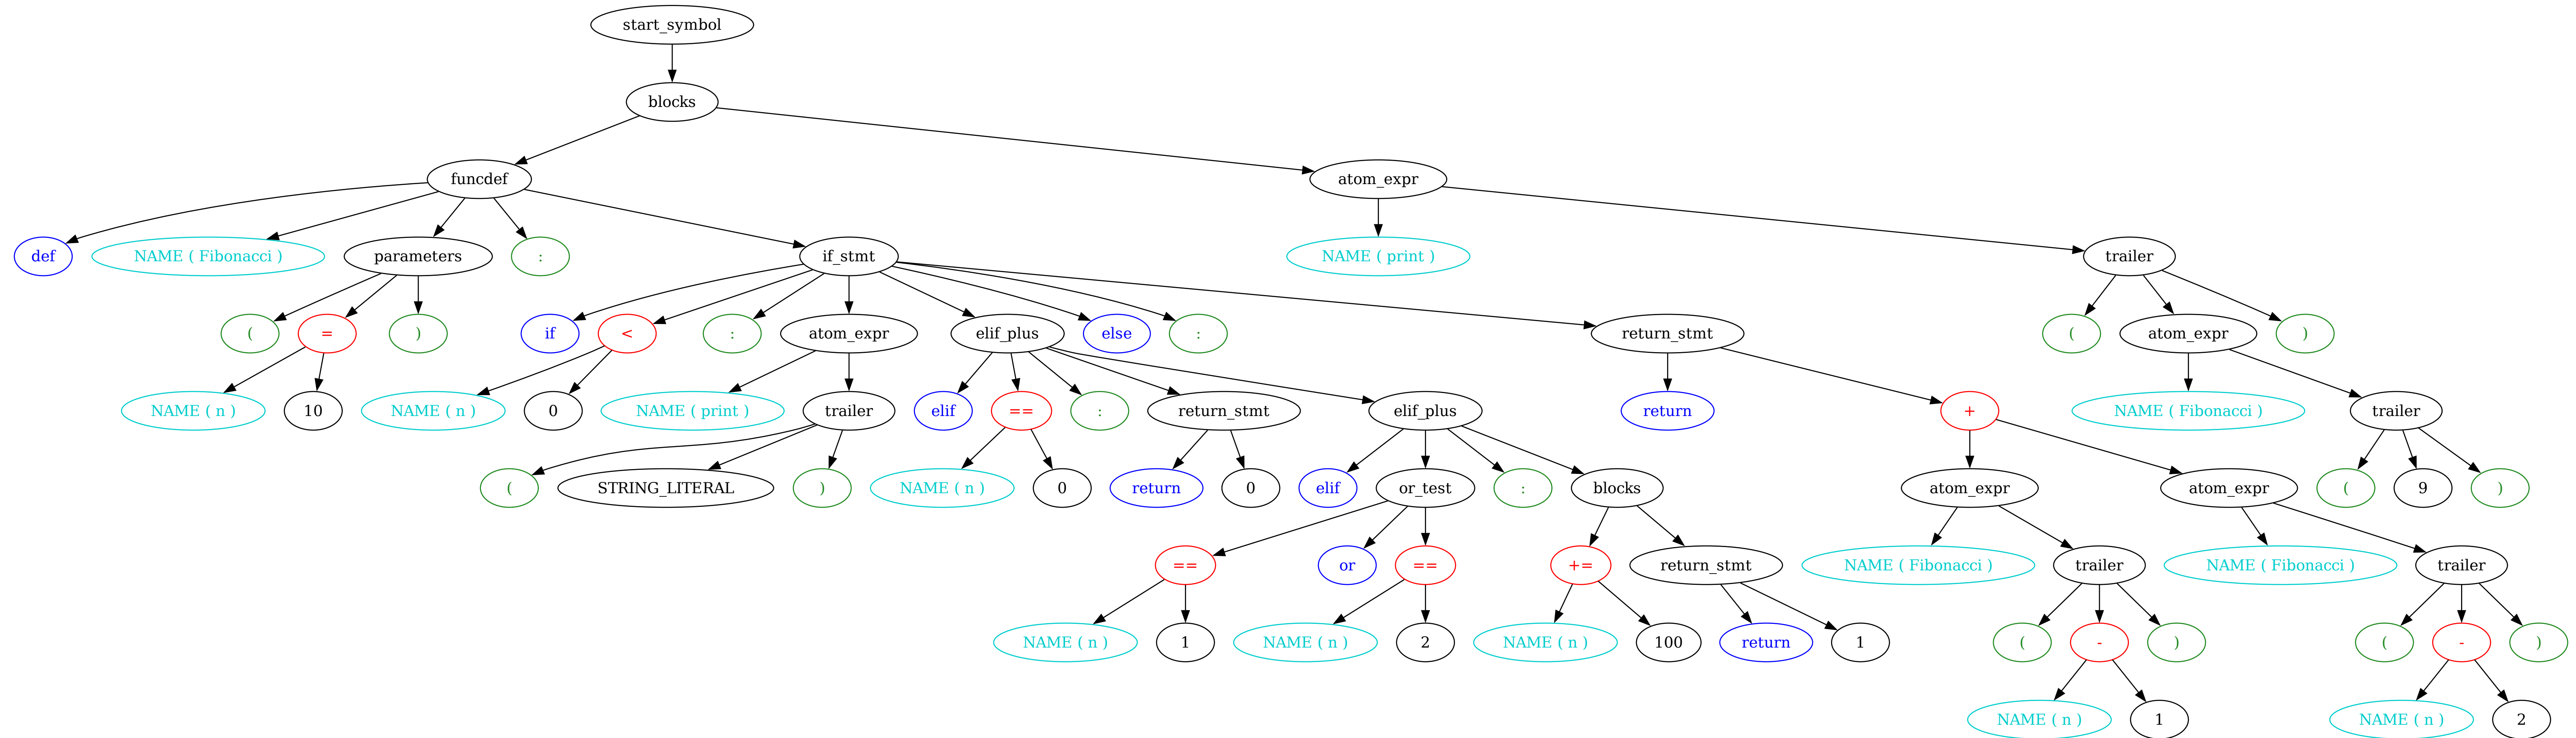 start_symbol
blocks
funcdef atom_expr
def NAME ( Fibonacci ) parameters : if_stmt NAME ( print ) trailer
( = ) if < : atom_expr elif_plus else : return_stmt ( atom_expr )
NAME ( n ) 10 NAME ( n ) 0 NAME ( print ) trailer elif == : return_stmt elif_plus return + NAME ( Fibonacci ) trailer
( STRING_LITERAL ) NAME ( n ) 0 return 0 elif or_test : blocks atom_expr atom_expr ( 9 )
== or == += return_stmt NAME ( Fibonacci ) trailer NAME ( Fibonacci ) trailer
NAME ( n ) 1 NAME ( n ) 2 NAME ( n ) 100 return 1 ( - ) ( - )
NAME ( n ) 1 NAME ( n ) 2